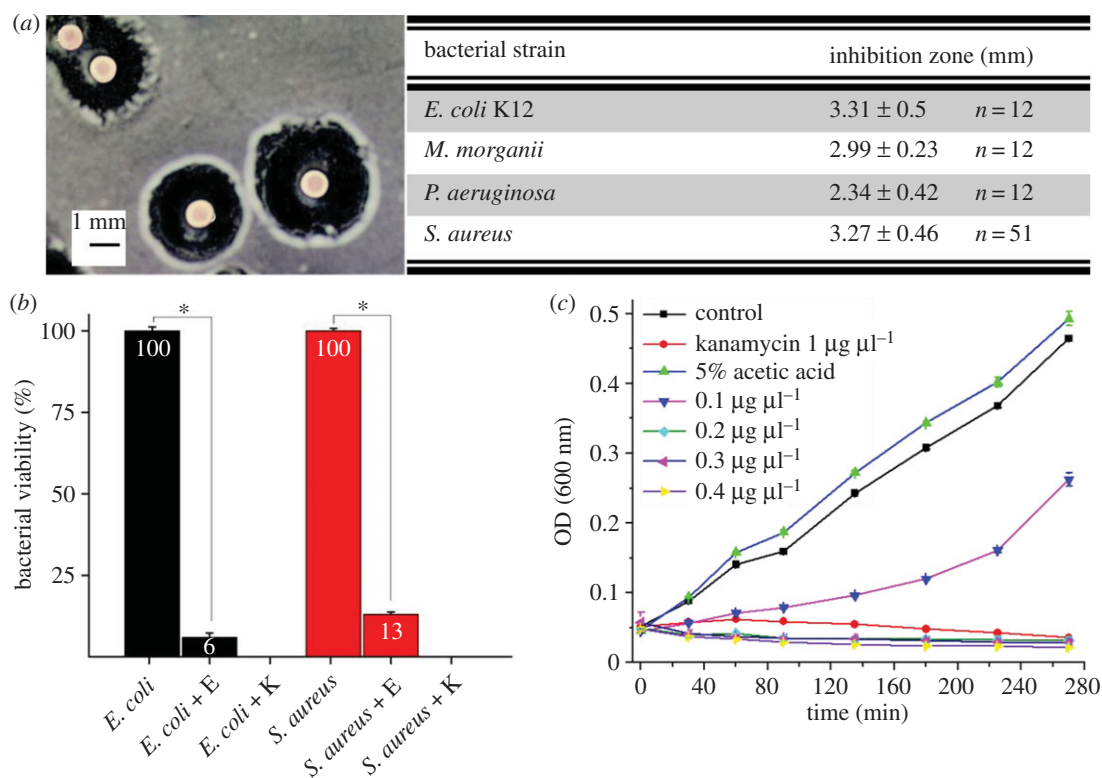 (a)
1 mm
bacterial strain inhibition zone (mm)
E. coli K12 3.31 ± 0.5 n = 12
M. morganii 2.99 ± 0.23 n = 12
P. aeruginosa 2.34 ± 0.42 n = 12
S. aureus 3.27 ± 0.46 n = 51
(b)
bacterial viability (%)
100
75
50
25
*
*
100
6
100
13
E. coli
E. coli + E
E. coli + K
S. aureus
S. aureus + E
S. aureus + K
(c)
OD (600 nm)
0.5
0.4
0.3
0.2
0.1
0
control
kanamycin 1 µg µl⁻¹
5% acetic acid
0.1 µg µl⁻¹
0.2 µg µl⁻¹
0.3 µg µl⁻¹
0.4 µg µl⁻¹
0 40 80 120 160 200 240 280
time (min)